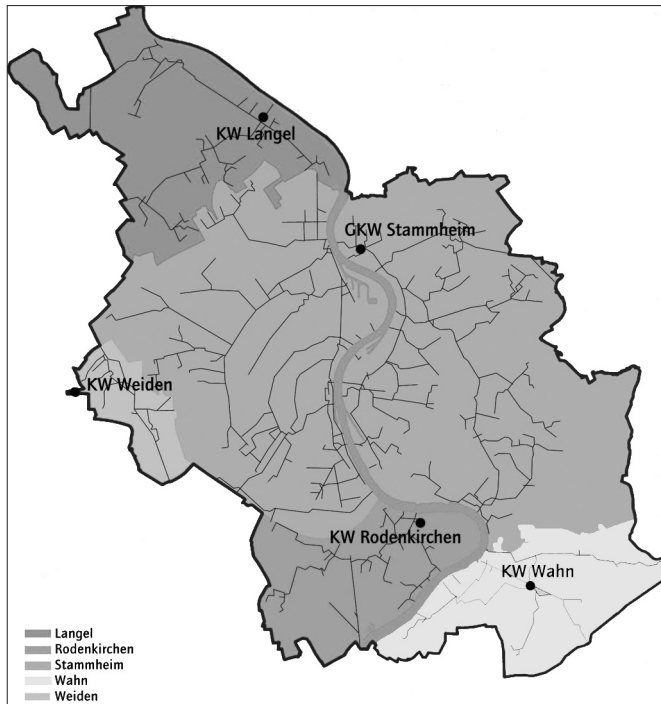 KW Langel
GKW Stammheim
KW Weiden
KW Rodenkirchen
KW Wahn
Langel
Rodenkirchen
Stammheim
Wahn
Weiden